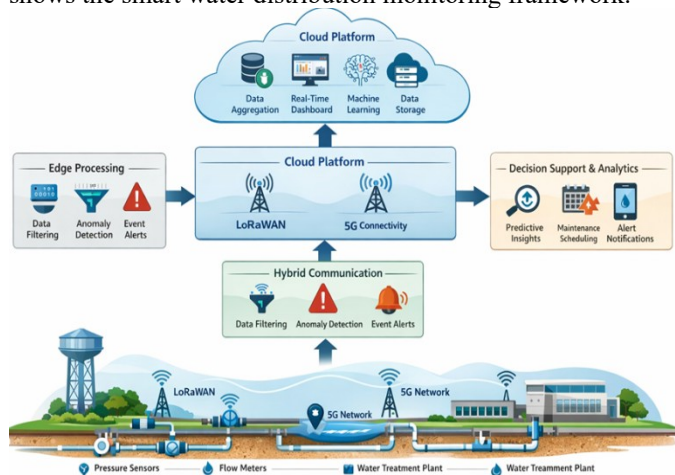 shows the smart water distribution monitoring framework.
Cloud Platform
Data
Aggregation
Real-Time
Dashboard
Machine
Learning
Data
Storage
Edge Processing
Data
Filtering
Anomaly
Detection
Event
Alerts
Cloud Platform
LoRaWAN
5G Connectivity
Decision Support & Analytics
Predictive
Insights
Maintenance
Scheduling
Alert
Notifications
Hybrid Communication
Data Filtering
Anomaly Detection
Event Alerts
LoRaWAN
5G Network
5G Network
Pressure Sensors
Flow Meters
Water Treatment Plant
Water Treammant Plant